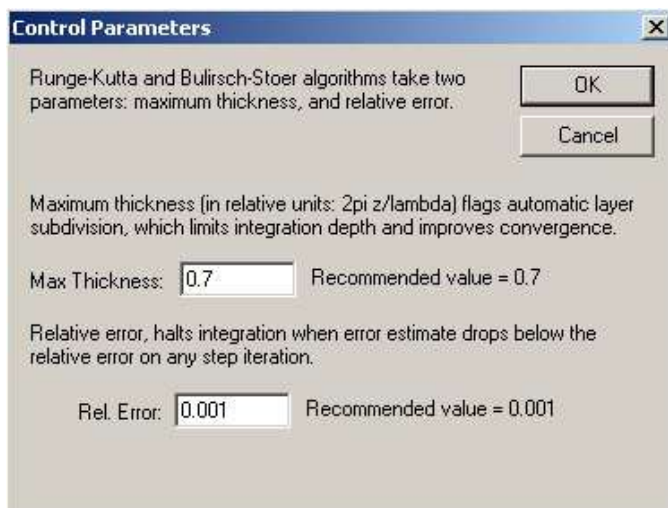 Control Parameters
Runge-Kutta and Bulirsch-Stoer algorithms take two
parameters: maximum thickness, and relative error.
OK
Cancel
Maximum thickness (in relative units: 2pi z/lambda) flags automatic layer
subdivision, which limits integration depth and improves convergence.
Max Thickness: 0.7 Recommended value = 0.7
Relative error, halts integration when error estimate drops below the
relative error on any step iteration.
Rel. Error: 0.001 Recommended value = 0.001